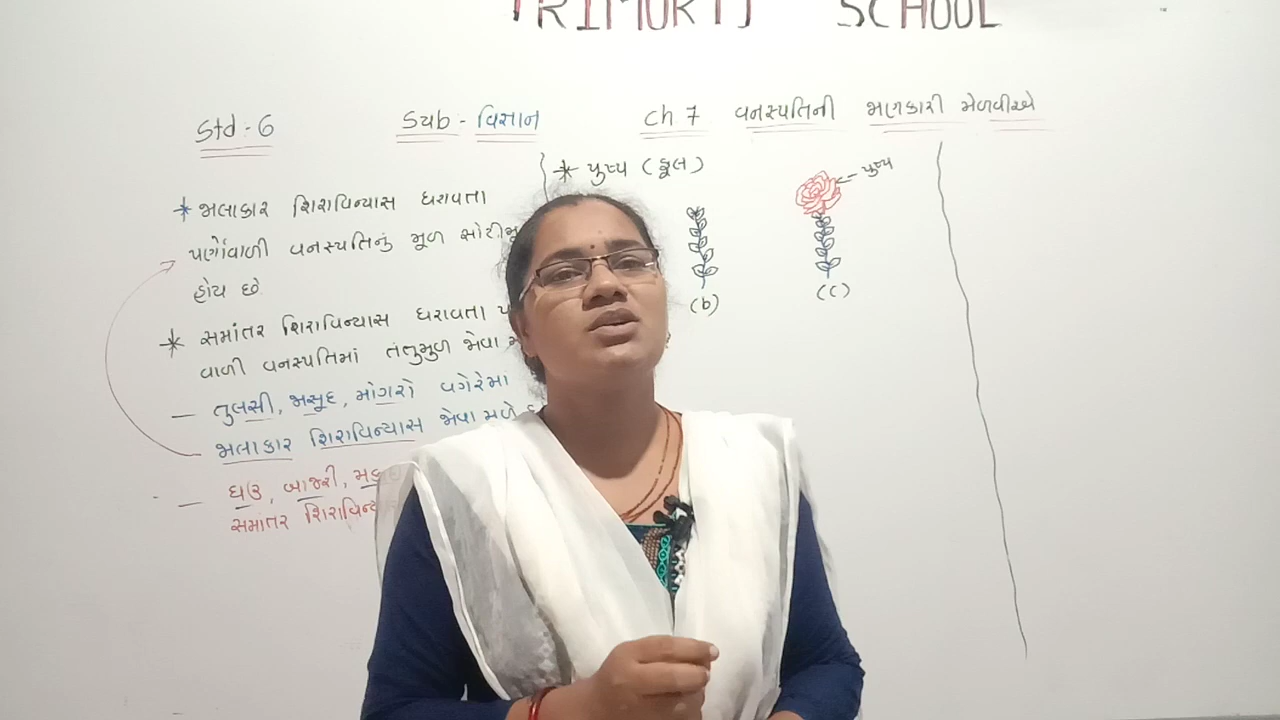 TRIMURTI SCHOOL
Std - 6 Sub - વિજ્ઞાન Ch 7 વનસ્પતિની જાણકારી મેળવીએ
* જાલાકાર શિરાવિન્યાસ ધરાવતા
પર્ણોવાળી વનસ્પતિનું મૂળ
હોય છે.
* સમાંતર શિરાવિન્યાસ ધરાવતા
વાળી વનસ્પતિમાં તંતુમુળ જોવા
– તુલસી, જાસૂદ, મોગરો વગેરેમા
જાલાકાર શિરાવિન્યાસ જોવા મળે
– ઘઉ, બાજરી,
સમાંતર
* પુષ્પ (ફૂલ)
પુષ્પ
(b) (c)